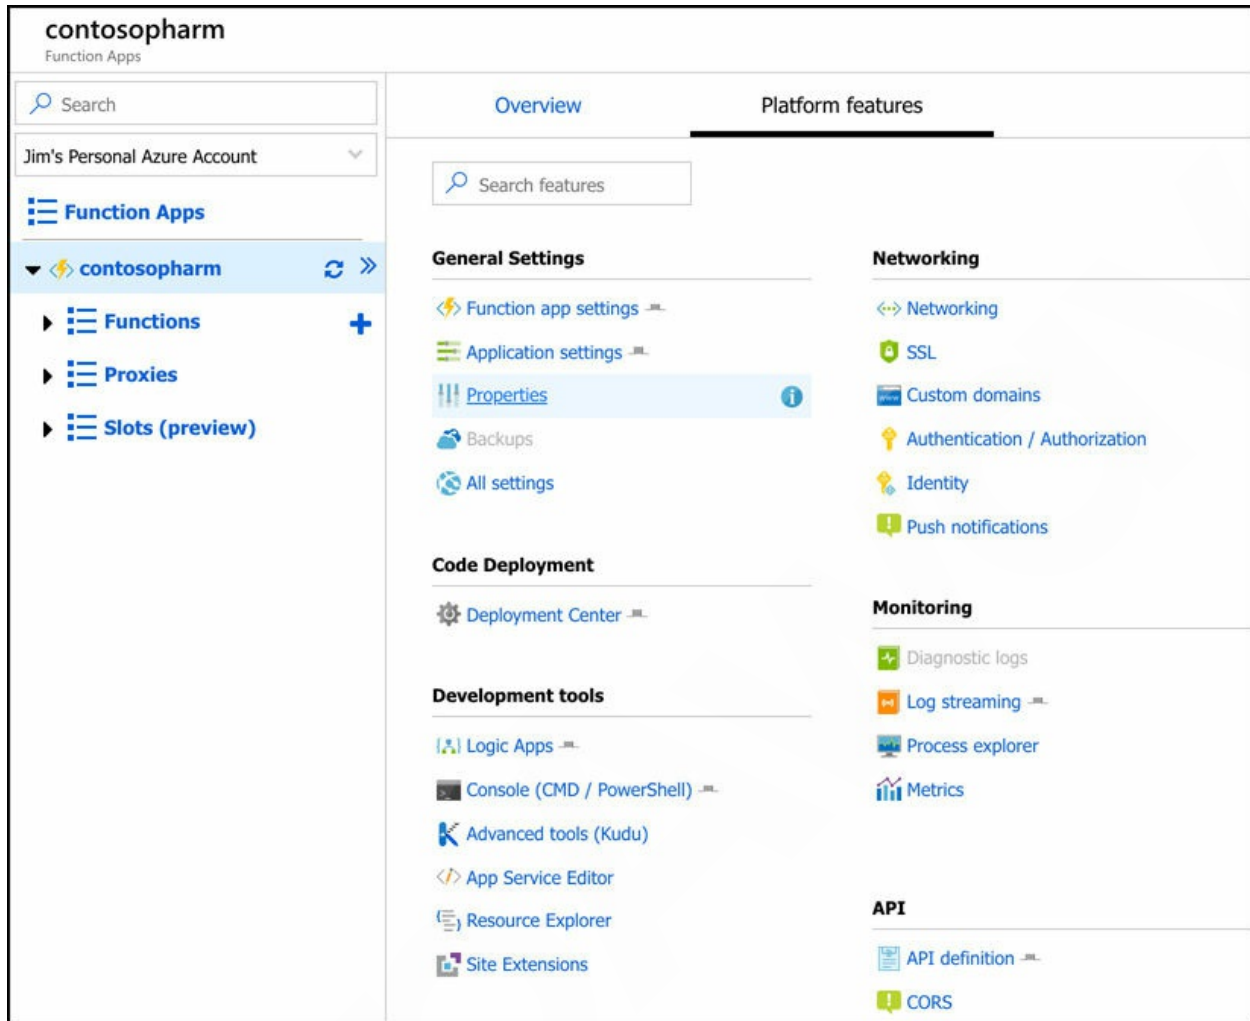 contosopharm
Function Apps
Search
Jim's Personal Azure Account
Function Apps
contosopharm
Functions
Proxies
Slots (preview)
Overview
Platform features
Search features
General Settings
Function app settings
Application settings
Properties
Backups
All settings
Code Deployment
Deployment Center
Development tools
Logic Apps
Console (CMD / PowerShell)
Advanced tools (Kudu)
App Service Editor
Resource Explorer
Site Extensions
Networking
Networking
SSL
Custom domains
Authentication / Authorization
Identity
Push notifications
Monitoring
Diagnostic logs
Log streaming
Process explorer
Metrics
API
API definition
CORS